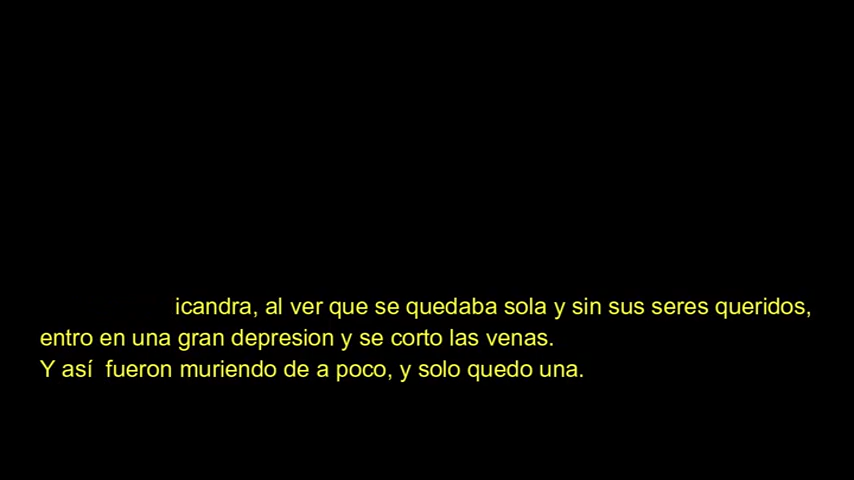 icandra, al ver que se quedaba sola y sin sus seres queridos,
entro en una gran depresion y se corto las venas.
Y así  fueron muriendo de a poco, y solo quedo una.